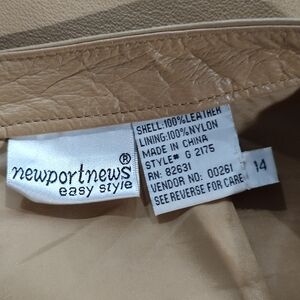 newportnews®
easy style
SHELL:100%LEATHER
LINING:100%NYLON
MADE IN CHINA
STYLE# G 2175
RN: 82631
VENDOR NO: 00261
SEE REVERSE FOR CARE
14